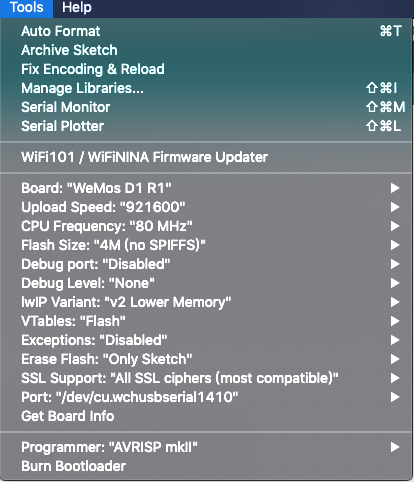 Tools Help
Auto Format ⌘T
Archive Sketch
Fix Encoding & Reload
Manage Libraries... ⇧⌘I
Serial Monitor ⇧⌘M
Serial Plotter ⇧⌘L
WiFi101 / WiFiNINA Firmware Updater
Board: "WeMos D1 R1"
Upload Speed: "921600"
CPU Frequency: "80 MHz"
Flash Size: "4M (no SPIFFS)"
Debug port: "Disabled"
Debug Level: "None"
lwIP Variant: "v2 Lower Memory"
VTables: "Flash"
Exceptions: "Disabled"
Erase Flash: "Only Sketch"
SSL Support: "All SSL ciphers (most compatible)"
Port: "/dev/cu.wchusbserial1410"
Get Board Info
Programmer: "AVRISP mkII"
Burn Bootloader